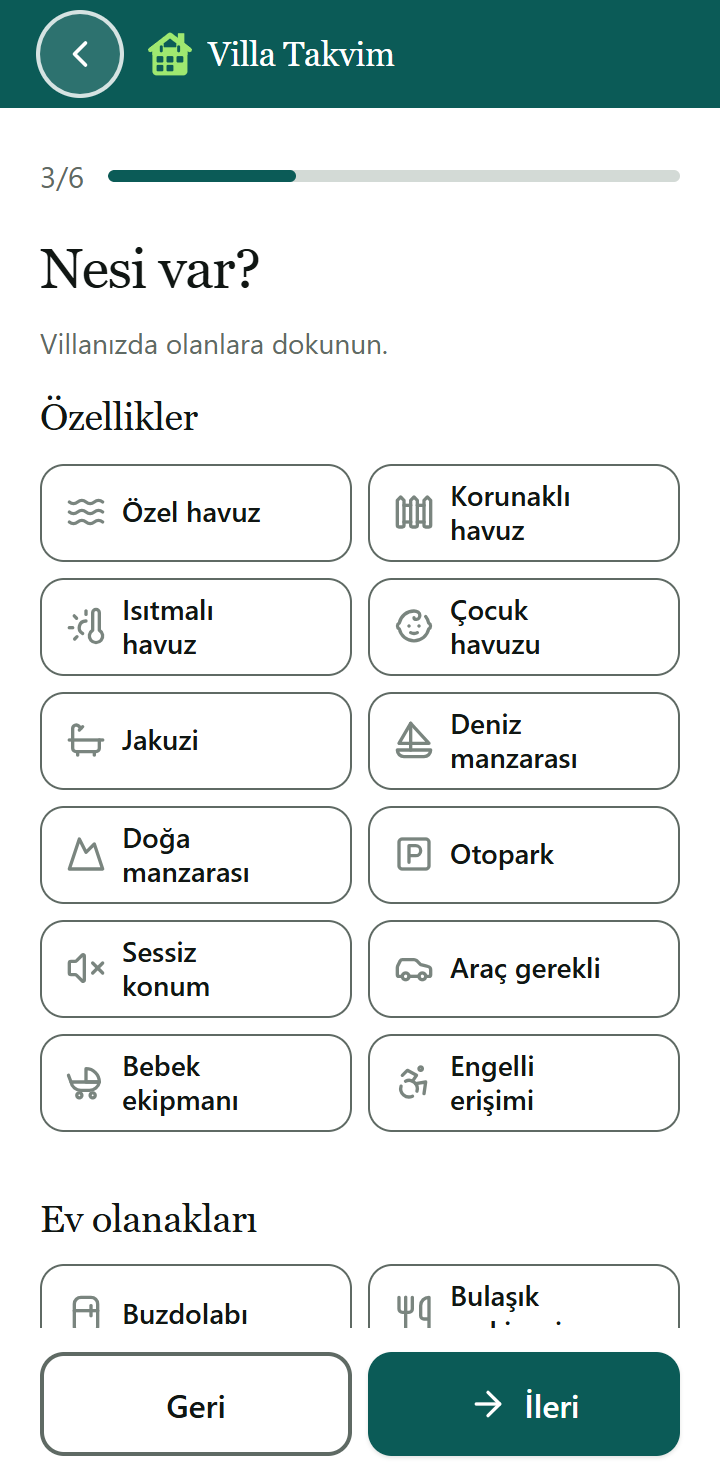 Villa Takvim
3/6
Nesi var?
Villanızda olanlara dokunun.
Özellikler
Özel havuz
Korunaklı
havuz
Isıtmalı
havuz
Çocuk
havuzu
Jakuzi
Deniz
manzarası
Doğa
manzarası
P
Otopark
Sessiz
konum
Araç gerekli
Bebek
ekipmanı
Engelli
erişimi
Ev olanakları
Buzdolabı
Bulaşık
Geri
İleri